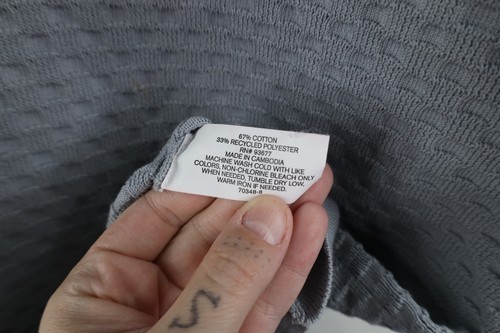 67% COTTON
33% RECYCLED POLYESTER
RN# 93677
MADE IN CAMBODIA
MACHINE WASH COLD WITH LIKE
COLORS, NON-CHLORINE BLEACH ONLY
WHEN NEEDED, TUMBLE DRY LOW.
WARM IRON IF NEEDED.
70348-8
S